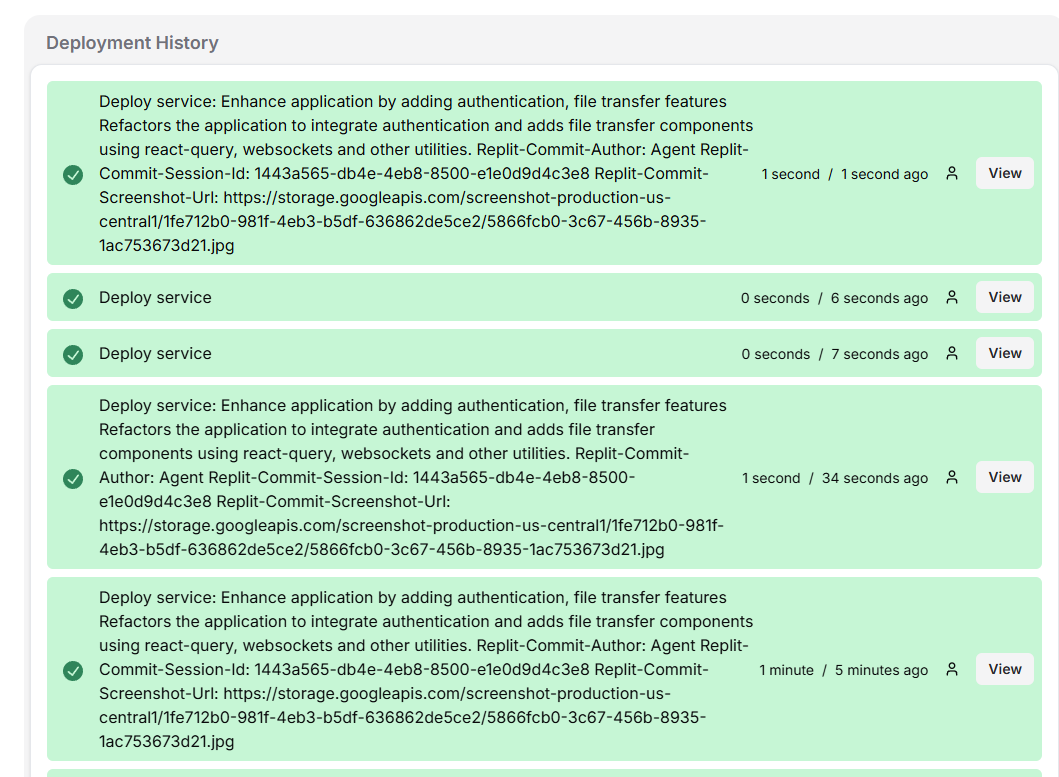 Deployment History
Deploy service: Enhance application by adding authentication, file transfer features
Refactors the application to integrate authentication and adds file transfer components
using react-query, websockets and other utilities. Replit-Commit-Author: Agent Replit-
Commit-Session-Id: 1443a565-db4e-4eb8-8500-e1e0d9d4c3e8 Replit-Commit-
Screenshot-Url: https://storage.googleapis.com/screenshot-production-us-
central1/1fe712b0-981f-4eb3-b5df-636862de5ce2/5866fcb0-3c67-456b-8935-
1ac753673d21.jpg
1 second / 1 second ago
View
Deploy service
0 seconds / 6 seconds ago
View
Deploy service
0 seconds / 7 seconds ago
View
Deploy service: Enhance application by adding authentication, file transfer features
Refactors the application to integrate authentication and adds file transfer
components using react-query, websockets and other utilities. Replit-Commit-
Author: Agent Replit-Commit-Session-Id: 1443a565-db4e-4eb8-8500-
e1e0d9d4c3e8 Replit-Commit-Screenshot-Url:
https://storage.googleapis.com/screenshot-production-us-central1/1fe712b0-981f-
4eb3-b5df-636862de5ce2/5866fcb0-3c67-456b-8935-1ac753673d21.jpg
1 second / 34 seconds ago
View
Deploy service: Enhance application by adding authentication, file transfer features
Refactors the application to integrate authentication and adds file transfer components
using react-query, websockets and other utilities. Replit-Commit-Author: Agent Replit-
Commit-Session-Id: 1443a565-db4e-4eb8-8500-e1e0d9d4c3e8 Replit-Commit-
Screenshot-Url: https://storage.googleapis.com/screenshot-production-us-
central1/1fe712b0-981f-4eb3-b5df-636862de5ce2/5866fcb0-3c67-456b-8935-
1ac753673d21.jpg
1 minute / 5 minutes ago
View